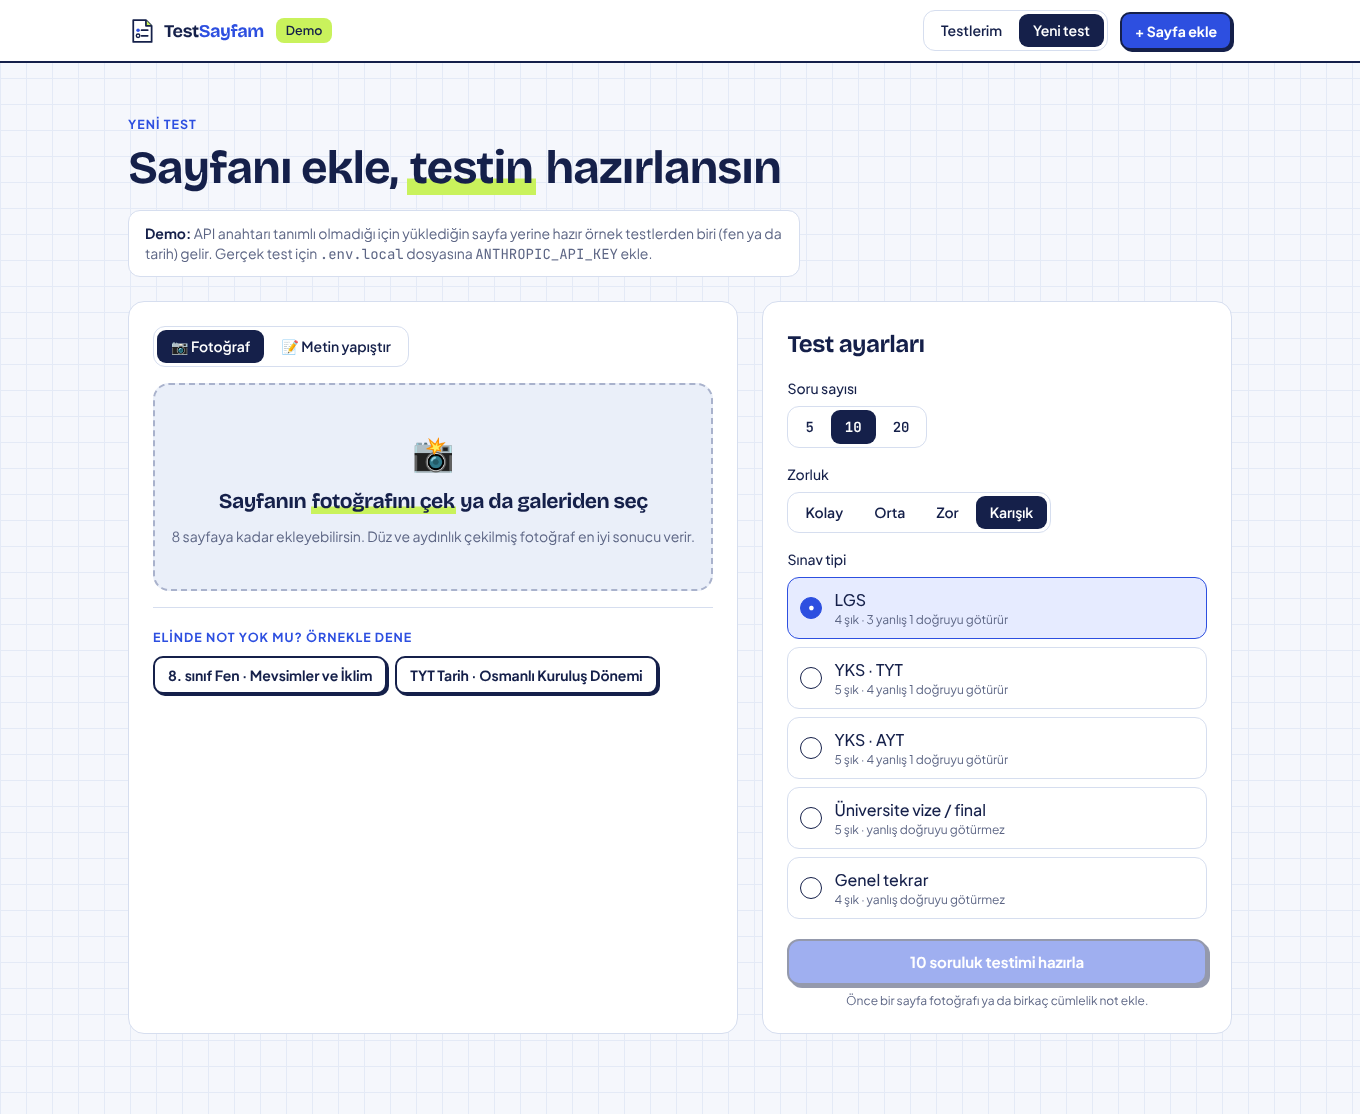 TestSayfam Demo
Testlerim Yeni test + Sayfa ekle
YENİ TEST
Sayfanı ekle, testin hazırlansın
Demo: API anahtarı tanımlı olmadığı için yüklediğin sayfa yerine hazır örnek testlerden biri (fen ya da
tarih) gelir. Gerçek test için .env.local dosyasına ANTHROPIC_API_KEY ekle.
📷 Fotoğraf 📝 Metin yapıştır
Sayfanın fotoğrafını çek ya da galeriden seç
8 sayfaya kadar ekleyebilirsin. Düz ve aydınlık çekilmiş fotoğraf en iyi sonucu verir.
ELİNDE NOT YOK MU? ÖRNEKLE DENE
8. sınıf Fen · Mevsimler ve İklim TYT Tarih · Osmanlı Kuruluş Dönemi
Test ayarları
Soru sayısı
5 10 20
Zorluk
Kolay Orta Zor Karışık
Sınav tipi
LGS
4 şık · 3 yanlış 1 doğruyu götürür
YKS · TYT
5 şık · 4 yanlış 1 doğruyu götürür
YKS · AYT
5 şık · 4 yanlış 1 doğruyu götürür
Üniversite vize / final
5 şık · yanlış doğruyu götürmez
Genel tekrar
4 şık · yanlış doğruyu götürmez
10 soruluk testimi hazırla
Önce bir sayfa fotoğrafı ya da birkaç cümlelik not ekle.